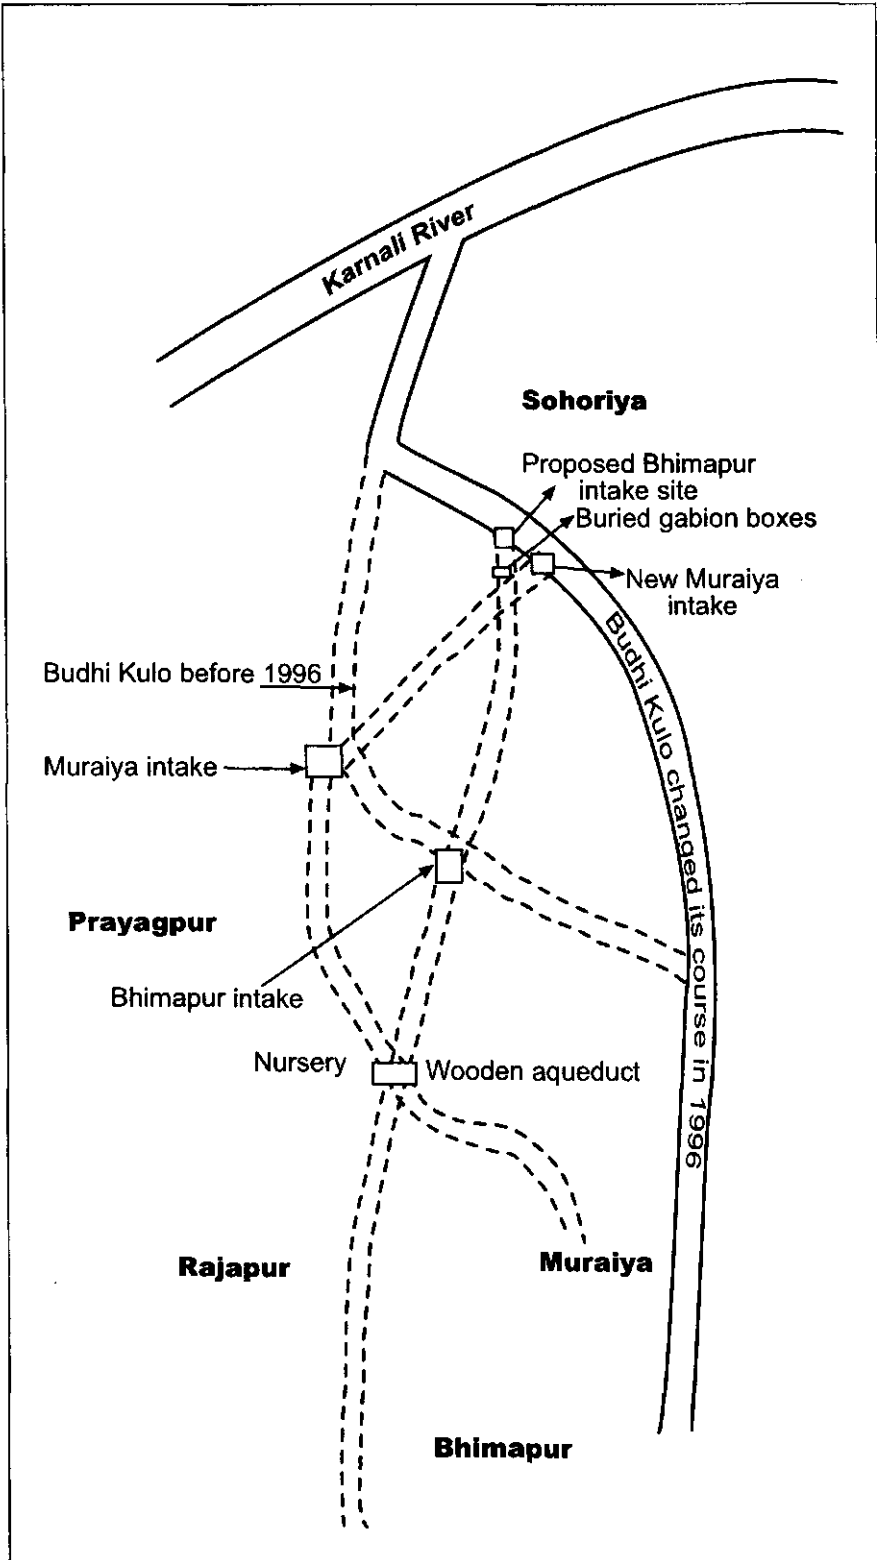 Karnali River
Sohoriya
Proposed Bhimapur
intake site
Buried gabion boxes
New Muraiya
intake
Budhi Kulo changed its course in 1996
Budhi Kulo before 1996
Muraiya intake
Prayagpur
Bhimapur intake
Nursery
Wooden aqueduct
Rajapur
Muraiya
Bhimapur